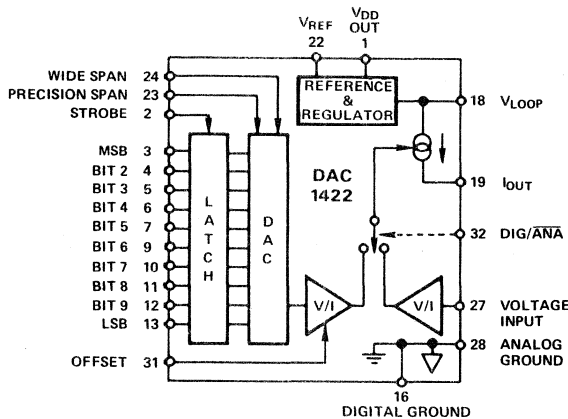 VREF
22
VDD
OUT
1
WIDE SPAN 24
PRECISION SPAN 23
STROBE 2
REFERENCE
&
REGULATOR
18 VLOOP
MSB 3
BIT 2 4
BIT 3 5
BIT 4 6
BIT 5 7
BIT 6 9
BIT 7 10
BIT 8 11
BIT 9 12
LSB 13
LATCH
DAC
DAC
1422
19 IOUT
32 DIG/ANA
V/I
V/I
27 VOLTAGE
INPUT
28 ANALOG
GROUND
OFFSET 31
16
DIGITAL GROUND